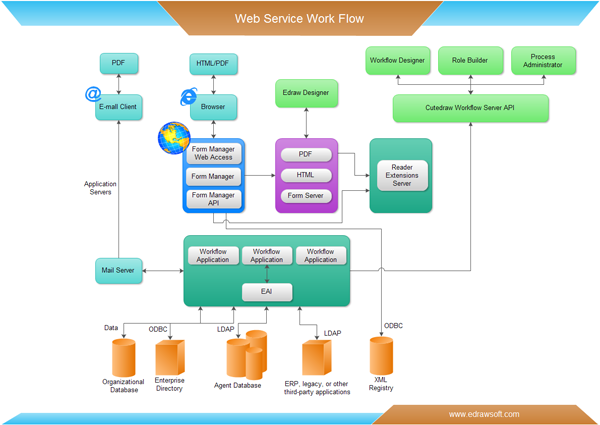 Web Service Work Flow
PDF
HTML/PDF
Workflow Designer
Role Builder
Process
Administrator
@
E-mall Client
Browser
Edraw Designer
Cutedraw Workflow Server API
Form Manager
Web Access
Form Manager
Form Manager
API
PDF
HTML
Form Server
Reader
Extensions
Server
Application
Servers
Mail Server
Workflow
Application
Workflow
Application
Workflow
Application
EAI
Data
ODBC
LDAP
LDAP
ODBC
Organizational
Database
Enterprise
Directory
Agent Database
ERP, legacy, or other
third-party applications
XML
Registry
www.edrawsoft.com